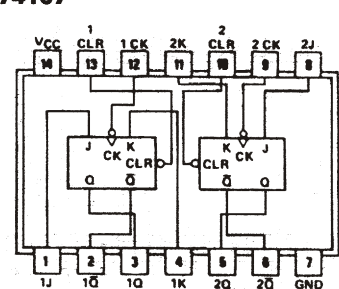 74107
1 2
VCC CLR 1 CK 2K CLR 2 CK 2J
14 13 12 11 10 9 8
J K K J
CK CK
CLR CLR
Q Q̅ Q̅ Q
1 2 3 4 5 6 7
1J 1Q̅ 1Q 1K 2Q 2Q̅ GND